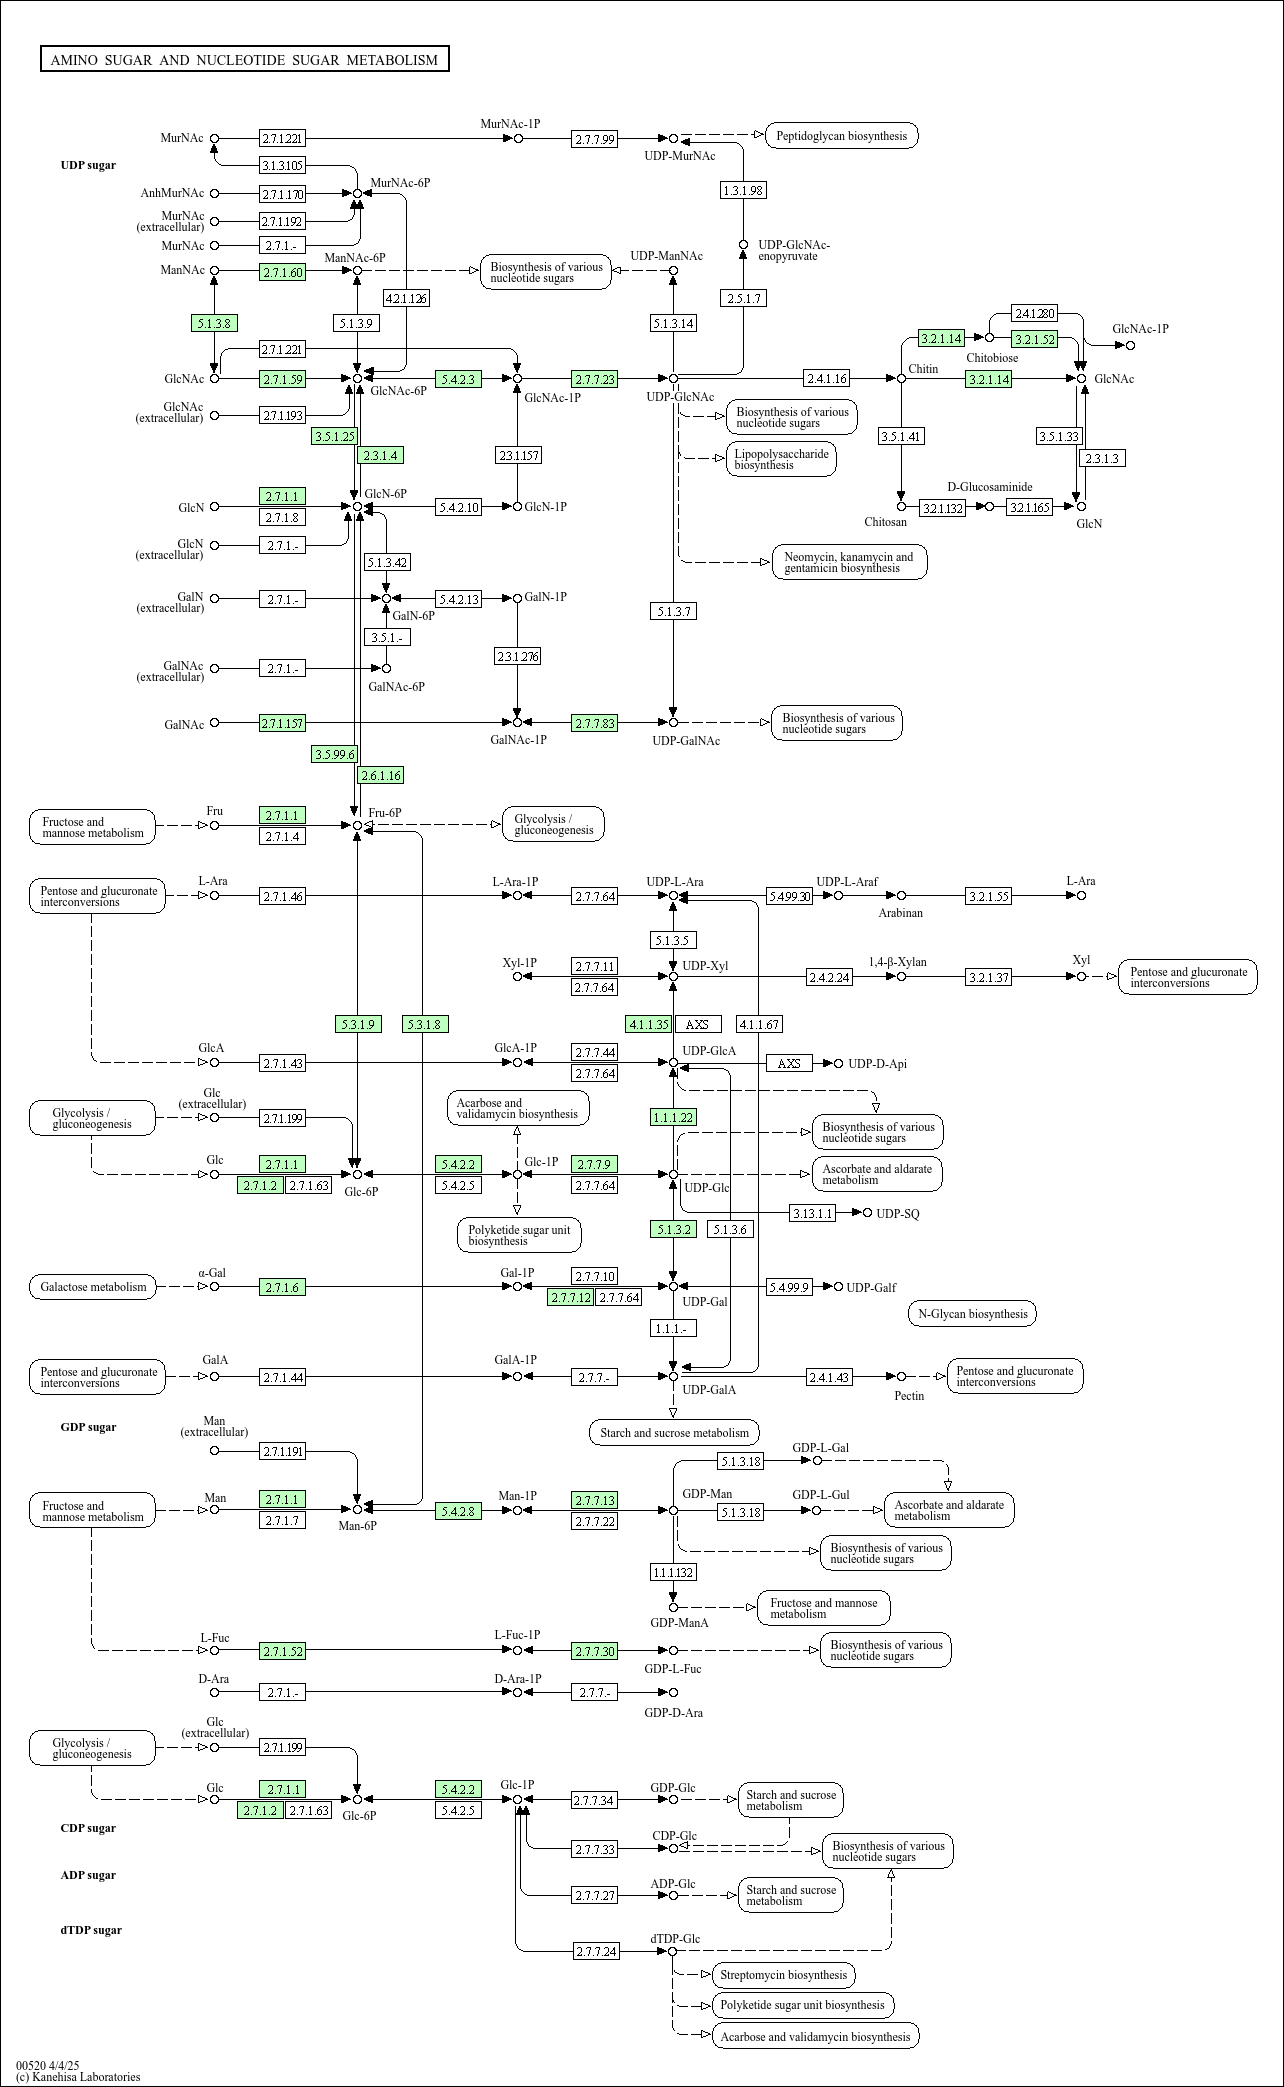 AMINO SUGAR AND NUCLEOTIDE SUGAR METABOLISM
MurNAc
2.7.1.221
MurNAc-1P
2.7.7.99
UDP-MurNAc
Peptidoglycan biosynthesis
UDP sugar
3.1.3.105
AnhMurNAc
2.7.1.170
MurNAc-6P
1.3.1.98
MurNAc
(extracellular)
2.7.1.192
MurNAc
2.7.1.-
UDP-GlcNAc-
enopyruvate
ManNAc
2.7.1.60
ManNAc-6P
Biosynthesis of various
nucleotide sugars
UDP-ManNAc
4.2.1.126
2.5.1.7
5.1.3.8
5.1.3.9
5.1.3.14
2.4.1.280
GlcNAc-1P
3.2.1.14
3.2.1.52
Chitobiose
2.7.1.221
Chitin
GlcNAc
2.7.1.59
GlcNAc-6P
5.4.2.3
GlcNAc-1P
2.7.7.23
UDP-GlcNAc
2.4.1.16
3.2.1.14
GlcNAc
GlcNAc
(extracellular)
2.7.1.193
Biosynthesis of various
nucleotide sugars
3.5.1.25
2.3.1.4
2.3.1.157
Lipopolysaccharide
biosynthesis
3.5.1.41
3.5.1.33
2.3.1.3
GlcN
2.7.1.1
2.7.1.8
GlcN-6P
5.4.2.10
GlcN-1P
D-Glucosaminide
Chitosan
3.2.1.132
3.2.1.165
GlcN
GlcN
(extracellular)
2.7.1.-
5.1.3.42
Neomycin, kanamycin and
gentamicin biosynthesis
GalN
(extracellular)
2.7.1.-
GalN-6P
5.4.2.13
GalN-1P
5.1.3.7
3.5.1.-
2.3.1.276
GalNAc
(extracellular)
2.7.1.-
GalNAc-6P
GalNAc
2.7.1.157
GalNAc-1P
2.7.7.83
UDP-GalNAc
Biosynthesis of various
nucleotide sugars
3.5.99.6
2.6.1.16
Fructose and
mannose metabolism
Fru
2.7.1.1
2.7.1.4
Fru-6P
Glycolysis /
gluconeogenesis
Pentose and glucuronate
interconversions
L-Ara
2.7.1.46
L-Ara-1P
2.7.7.64
UDP-L-Ara
5.4.99.30
UDP-L-Araf
Arabinan
3.2.1.55
L-Ara
5.1.3.5
Xyl-1P
2.7.7.11
2.7.7.64
UDP-Xyl
2.4.2.24
1,4-β-Xylan
3.2.1.37
Xyl
Pentose and glucuronate
interconversions
5.3.1.9
5.3.1.8
4.1.1.35
AXS
4.1.1.67
GlcA
2.7.1.43
GlcA-1P
2.7.7.44
2.7.7.64
UDP-GlcA
AXS
UDP-D-Api
Glycolysis /
gluconeogenesis
Glc
(extracellular)
2.7.1.199
Acarbose and
validamycin biosynthesis
1.1.1.22
Biosynthesis of various
nucleotide sugars
Glc
2.7.1.1
2.7.1.2
2.7.1.63
Glc-6P
5.4.2.2
5.4.2.5
Glc-1P
2.7.7.9
2.7.7.64
UDP-Glc
Ascorbate and aldarate
metabolism
3.13.1.1
UDP-SQ
Polyketide sugar unit
biosynthesis
5.1.3.2
5.1.3.6
Galactose metabolism
α-Gal
2.7.1.6
Gal-1P
2.7.7.10
2.7.7.12
2.7.7.64
UDP-Gal
5.4.99.9
UDP-Galf
N-Glycan biosynthesis
1.1.1.-
Pentose and glucuronate
interconversions
GalA
2.7.1.44
GalA-1P
2.7.7.-
UDP-GalA
2.4.1.43
Pectin
Pentose and glucuronate
interconversions
GDP sugar
Man
(extracellular)
2.7.1.191
Starch and sucrose metabolism
5.1.3.18
GDP-L-Gal
Fructose and
mannose metabolism
Man
2.7.1.1
2.7.1.7
Man-6P
5.4.2.8
Man-1P
2.7.7.13
2.7.7.22
GDP-Man
5.1.3.18
GDP-L-Gul
Ascorbate and aldarate
metabolism
Biosynthesis of various
nucleotide sugars
1.1.1.132
GDP-ManA
Fructose and mannose
metabolism
L-Fuc
2.7.1.52
L-Fuc-1P
2.7.7.30
GDP-L-Fuc
Biosynthesis of various
nucleotide sugars
D-Ara
2.7.1.-
D-Ara-1P
2.7.7.-
GDP-D-Ara
Glycolysis /
gluconeogenesis
Glc
(extracellular)
2.7.1.199
Glc
2.7.1.1
2.7.1.2
2.7.1.63
Glc-6P
5.4.2.2
5.4.2.5
Glc-1P
2.7.7.34
GDP-Glc
Starch and sucrose
metabolism
CDP sugar
2.7.7.33
CDP-Glc
Biosynthesis of various
nucleotide sugars
ADP sugar
2.7.7.27
ADP-Glc
Starch and sucrose
metabolism
dTDP sugar
2.7.7.24
dTDP-Glc
Streptomycin biosynthesis
Polyketide sugar unit biosynthesis
Acarbose and validamycin biosynthesis
00520 4/4/25
(c) Kanehisa Laboratories